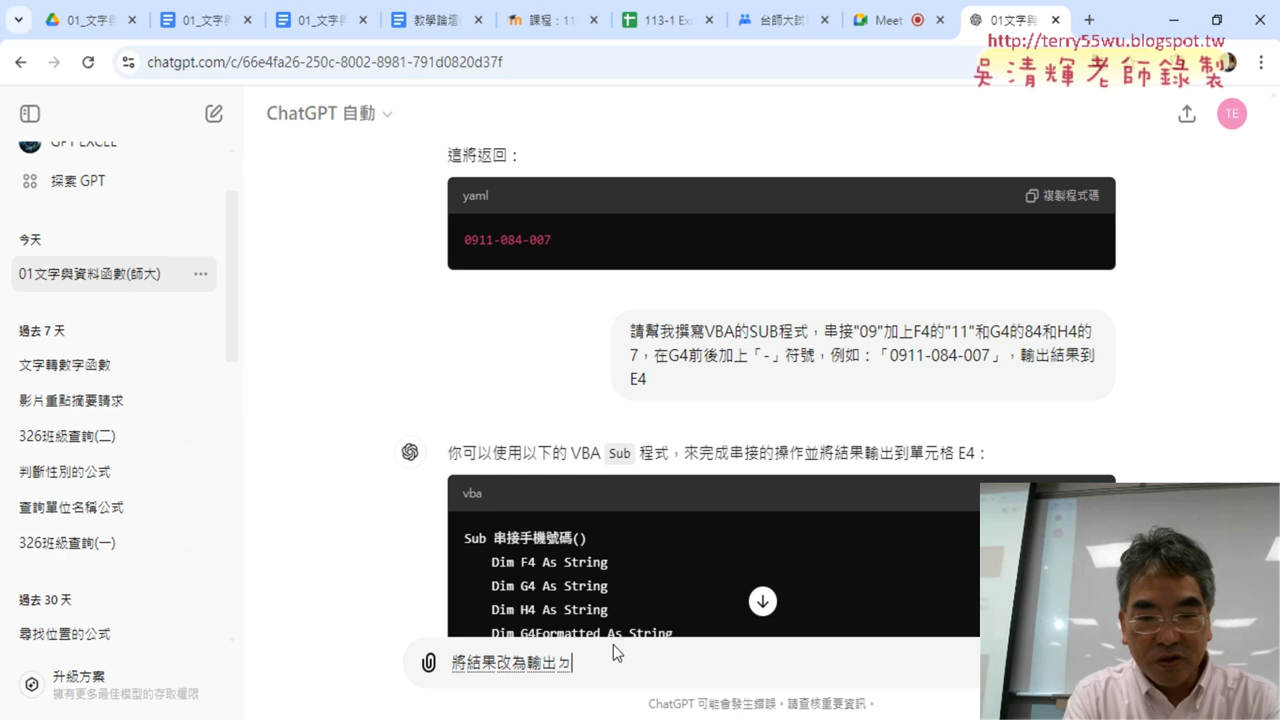 01_文字與
01_文字與
01_文字與
教學論壇
課程：11
113-1 Ex
台師大試
Meet
01文字與
http://terry55wu.blogspot.tw
chatgpt.com/c/66e4fa26-250c-8002-8981-791d0820d37f
吳清輝老師錄製
ChatGPT 自動
TE
GPT EXCEL
探索 GPT
今天
01文字與資料函數(師大)
過去 7 天
文字轉數字函數
影片重點摘要請求
326班級查詢(二)
判斷性別的公式
查詢單位名稱公式
326班級查詢(一)
過去 30 天
尋找位置的公式
升級方案
擁有更多最佳模型的存取權限
這將返回：
yaml
複製程式碼
0911-084-007
請幫我撰寫VBA的SUB程式，串接"09"加上F4的"11"和G4的84和H4的
7，在G4前後加上「-」符號，例如：「0911-084-007」，輸出結果到
E4
你可以使用以下的 VBA Sub 程式，來完成串接的操作並將結果輸出到單元格 E4：
vba
Sub 串接手機號碼()
Dim F4 As String
Dim G4 As String
Dim H4 As String
Dim G4Formatted As String
將結果改為輸出ㄉ
ChatGPT 可能會發生錯誤。請查核重要資訊。